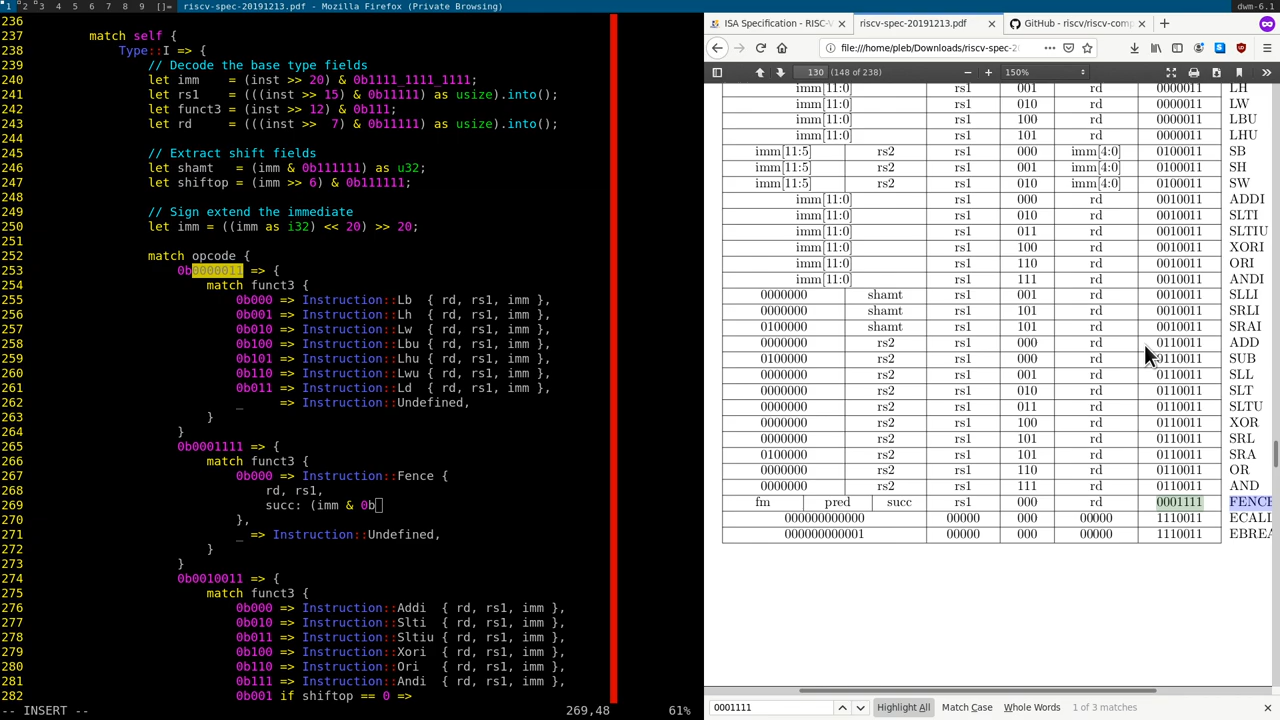 1 2 3 4 5 6 7 8 9 []= riscv-spec-20191213.pdf - Mozilla Firefox (Private Browsing) dwm-6.1
236
237 match self {
238 Type::I => {
239 // Decode the base type fields
240 let imm = (inst >> 20) & 0b1111_1111_1111;
241 let rs1 = (((inst >> 15) & 0b11111) as usize).into();
242 let funct3 = (inst >> 12) & 0b111;
243 let rd = (((inst >> 7) & 0b11111) as usize).into();
244
245 // Extract shift fields
246 let shamt = (imm & 0b111111) as u32;
247 let shiftop = (imm >> 6) & 0b111111;
248
249 // Sign extend the immediate
250 let imm = ((imm as i32) << 20) >> 20;
251
252 match opcode {
253 0b0000011 => {
254 match funct3 {
255 0b000 => Instruction::Lb { rd, rs1, imm },
256 0b001 => Instruction::Lh { rd, rs1, imm },
257 0b010 => Instruction::Lw { rd, rs1, imm },
258 0b100 => Instruction::Lbu { rd, rs1, imm },
259 0b101 => Instruction::Lhu { rd, rs1, imm },
260 0b110 => Instruction::Lwu { rd, rs1, imm },
261 0b011 => Instruction::Ld { rd, rs1, imm },
262 _ => Instruction::Undefined,
263 }
264 }
265 0b0001111 => {
266 match funct3 {
267 0b000 => Instruction::Fence {
268 rd, rs1,
269 succ: (imm & 0b
270 },
271 _ => Instruction::Undefined,
272 }
273 }
274 0b0010011 => {
275 match funct3 {
276 0b000 => Instruction::Addi { rd, rs1, imm },
277 0b010 => Instruction::Slti { rd, rs1, imm },
278 0b011 => Instruction::Sltiu { rd, rs1, imm },
279 0b100 => Instruction::Xori { rd, rs1, imm },
280 0b110 => Instruction::Ori { rd, rs1, imm },
281 0b111 => Instruction::Andi { rd, rs1, imm },
282 0b001 if shiftop == 0 =>
-- INSERT -- 269,48 61%
ISA Specification - RISC-V riscv-spec-20191213.pdf GitHub - riscv/riscv-com
file:///home/pleb/Downloads/riscv-spec-2
130 (148 of 238) 150%
imm[11:0] rs1 001 rd 0000011 LH
imm[11:0] rs1 010 rd 0000011 LW
imm[11:0] rs1 100 rd 0000011 LBU
imm[11:0] rs1 101 rd 0000011 LHU
imm[11:5] rs2 rs1 000 imm[4:0] 0100011 SB
imm[11:5] rs2 rs1 001 imm[4:0] 0100011 SH
imm[11:5] rs2 rs1 010 imm[4:0] 0100011 SW
imm[11:0] rs1 000 rd 0010011 ADDI
imm[11:0] rs1 010 rd 0010011 SLTI
imm[11:0] rs1 011 rd 0010011 SLTIU
imm[11:0] rs1 100 rd 0010011 XORI
imm[11:0] rs1 110 rd 0010011 ORI
imm[11:0] rs1 111 rd 0010011 ANDI
0000000 shamt rs1 001 rd 0010011 SLLI
0000000 shamt rs1 101 rd 0010011 SRLI
0100000 shamt rs1 101 rd 0010011 SRAI
0000000 rs2 rs1 000 rd 0110011 ADD
0100000 rs2 rs1 000 rd 0110011 SUB
0000000 rs2 rs1 001 rd 0110011 SLL
0000000 rs2 rs1 010 rd 0110011 SLT
0000000 rs2 rs1 011 rd 0110011 SLTU
0000000 rs2 rs1 100 rd 0110011 XOR
0000000 rs2 rs1 101 rd 0110011 SRL
0100000 rs2 rs1 101 rd 0110011 SRA
0000000 rs2 rs1 110 rd 0110011 OR
0000000 rs2 rs1 111 rd 0110011 AND
fm pred succ rs1 000 rd 0001111 FENCE
000000000000 00000 000 00000 1110011 ECALL
000000000001 00000 000 00000 1110011 EBREA
0001111 Highlight All Match Case Whole Words 1 of 3 matches